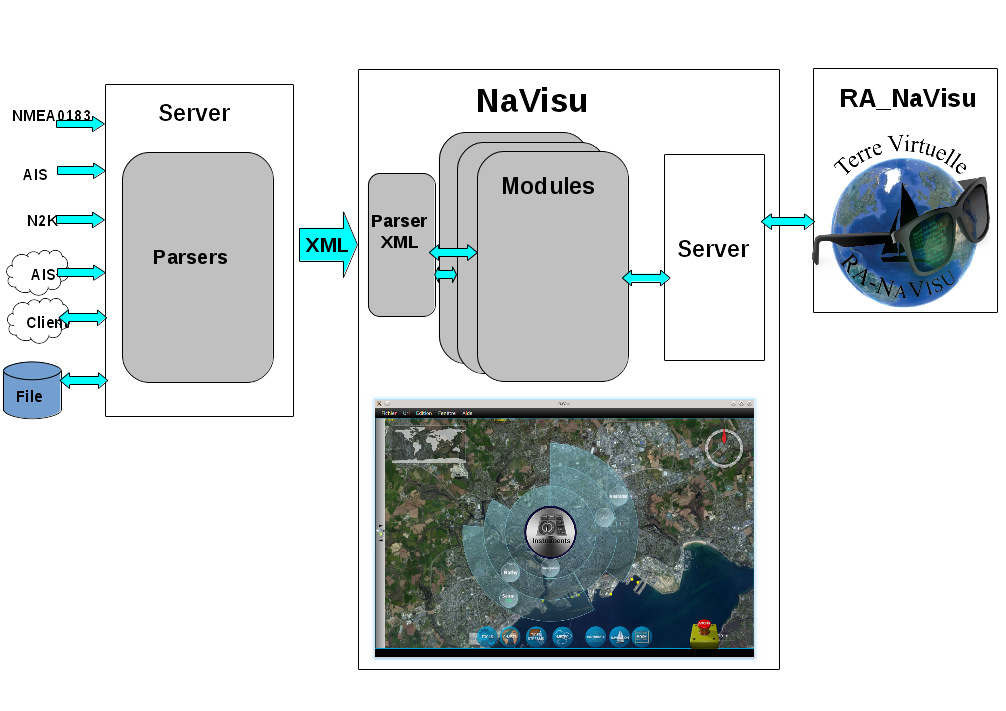 NMEA0183
AIS
N2K
AIS
Client
File
Server
Parsers
XML
NaVisu
Parser
XML
Modules
Server
RA_NaVisu
Terre Virtuelle
RA-NAVISU
NaVisu
Fichier Url Edition Fenêtre Aide
Instruments